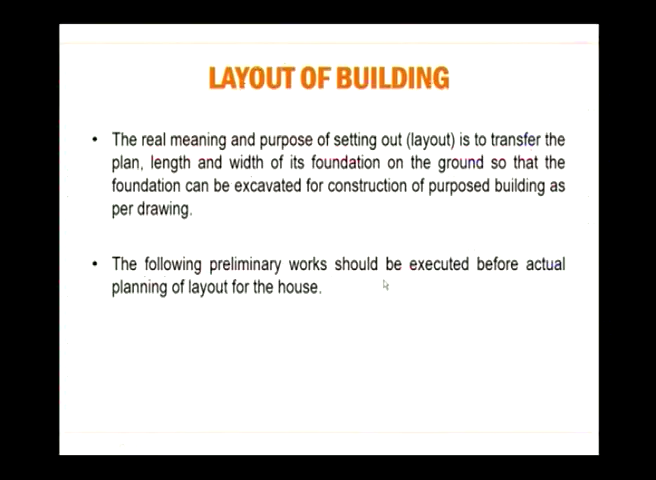 LAYOUT OF BUILDING
• The real meaning and purpose of setting out (layout) is to transfer the
plan, length and width of its foundation on the ground so that the
foundation can be excavated for construction of purposed building as
per drawing.
• The following preliminary works should be executed before actual
planning of layout for the house.